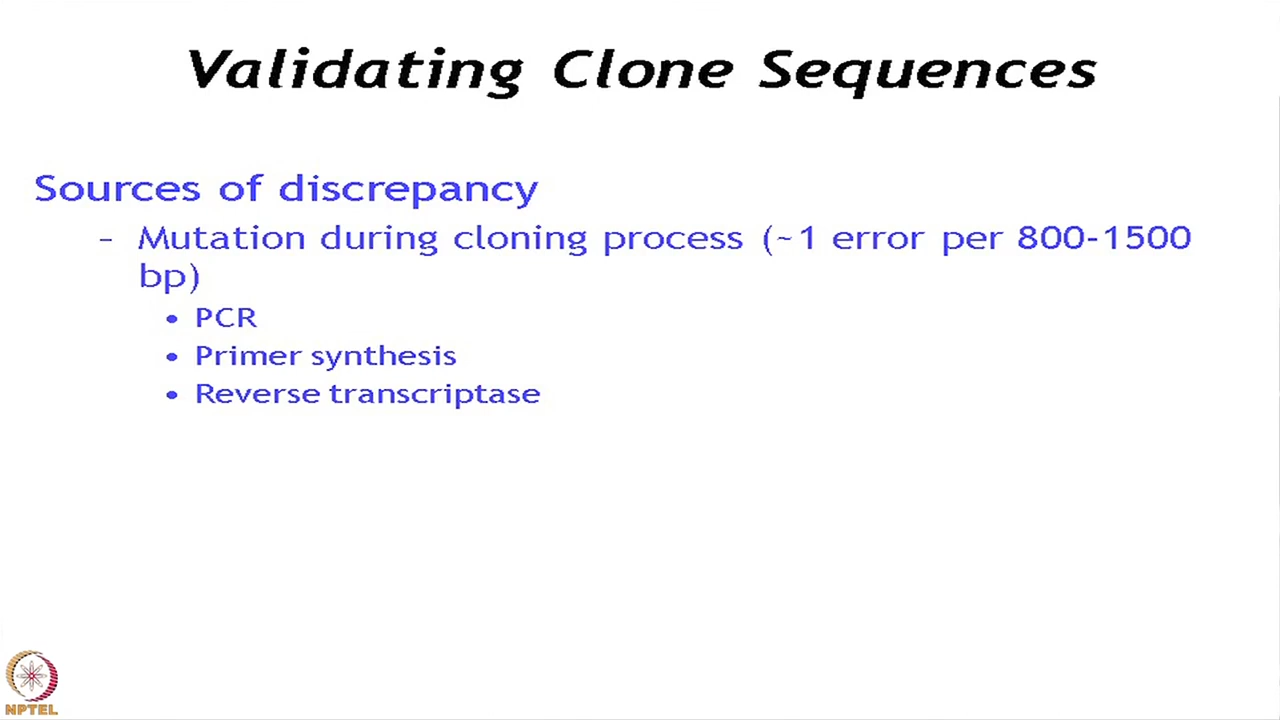 Validating Clone Sequences
Sources of discrepancy
– Mutation during cloning process (~1 error per 800-1500
bp)
• PCR
• Primer synthesis
• Reverse transcriptase
NPTEL